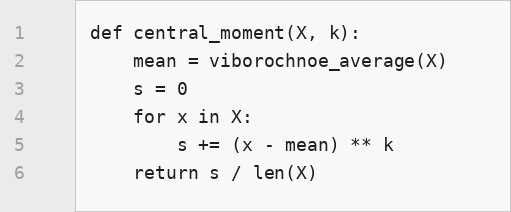 1 def central_moment(X, k):
2     mean = viborochnoe_average(X)
3     s = 0
4     for x in X:
5         s += (x - mean) ** k
6     return s / len(X)